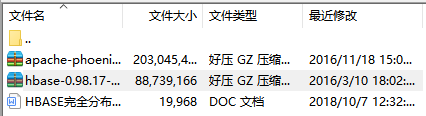 文件名 文件大小 文件类型 最近修改
..
apache-phoeni... 203,045,4... 好压 GZ 压缩... 2016/11/18 15:0...
hbase-0.98.17-... 88,739,166 好压 GZ 压缩... 2016/3/10 18:02:...
HBASE完全分布... 19,968 DOC 文档 2018/10/7 12:32:...